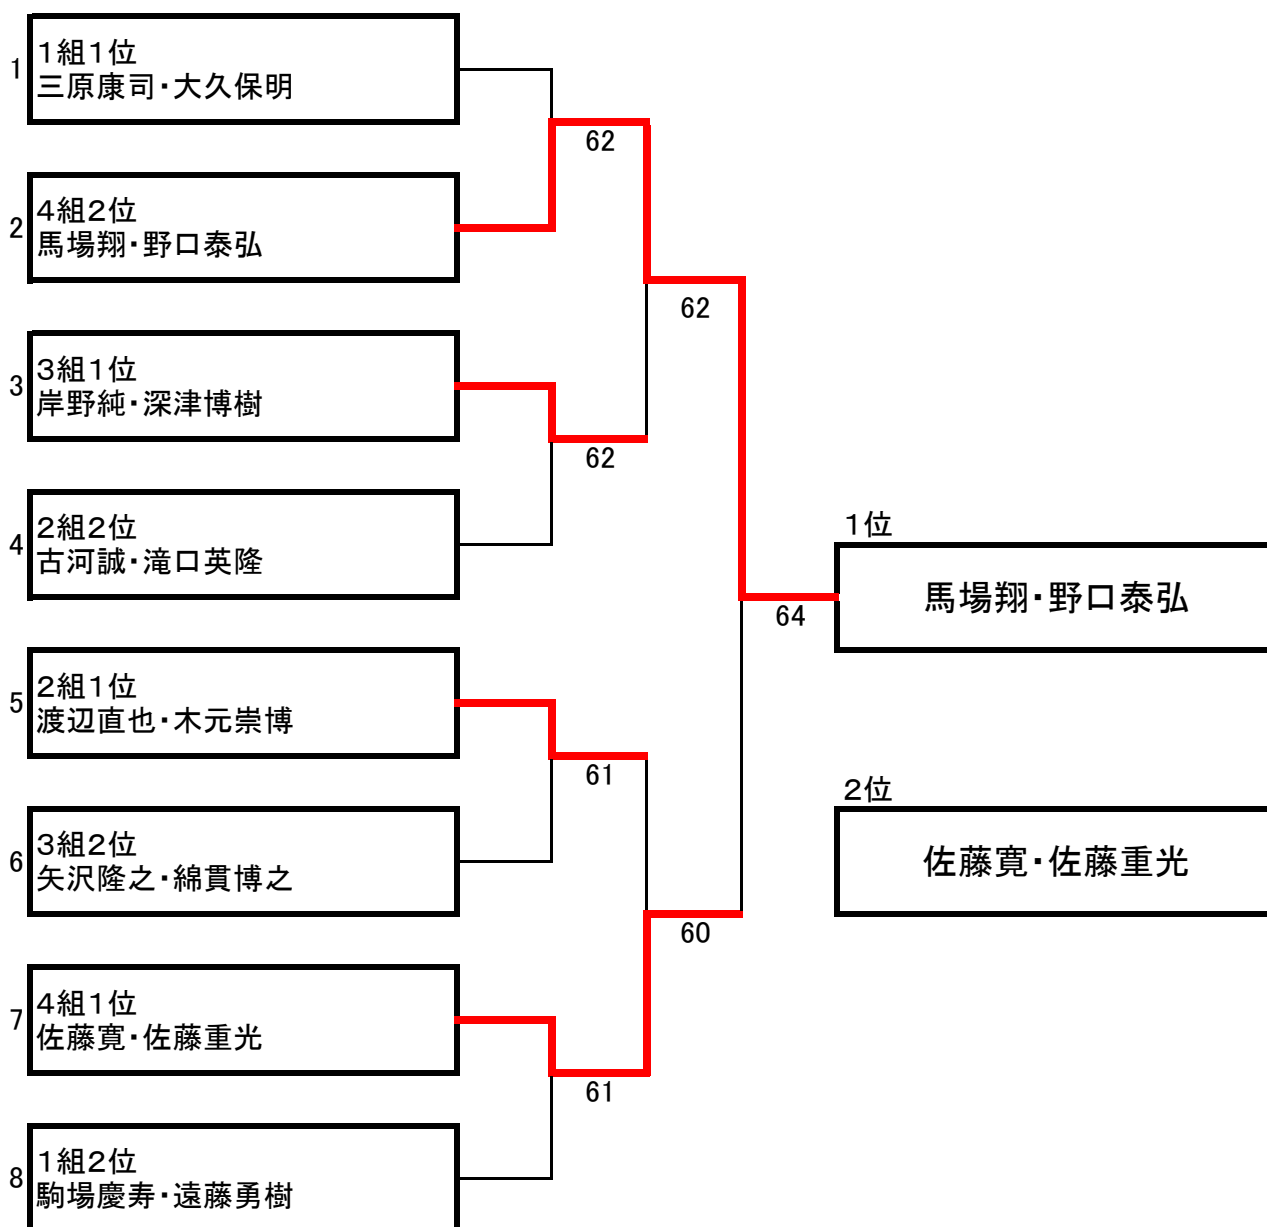 1
1組1位
三原康司・大久保明
62
2
4組2位
馬場翔・野口泰弘
62
3
3組1位
岸野純・深津博樹
62
4
2組2位
古河誠・滝口英隆
1位
馬場翔・野口泰弘
64
5
2組1位
渡辺直也・木元崇博
61
6
3組2位
矢沢隆之・綿貫博之
2位
佐藤寛・佐藤重光
60
7
4組1位
佐藤寛・佐藤重光
61
8
1組2位
駒場慶寿・遠藤勇樹